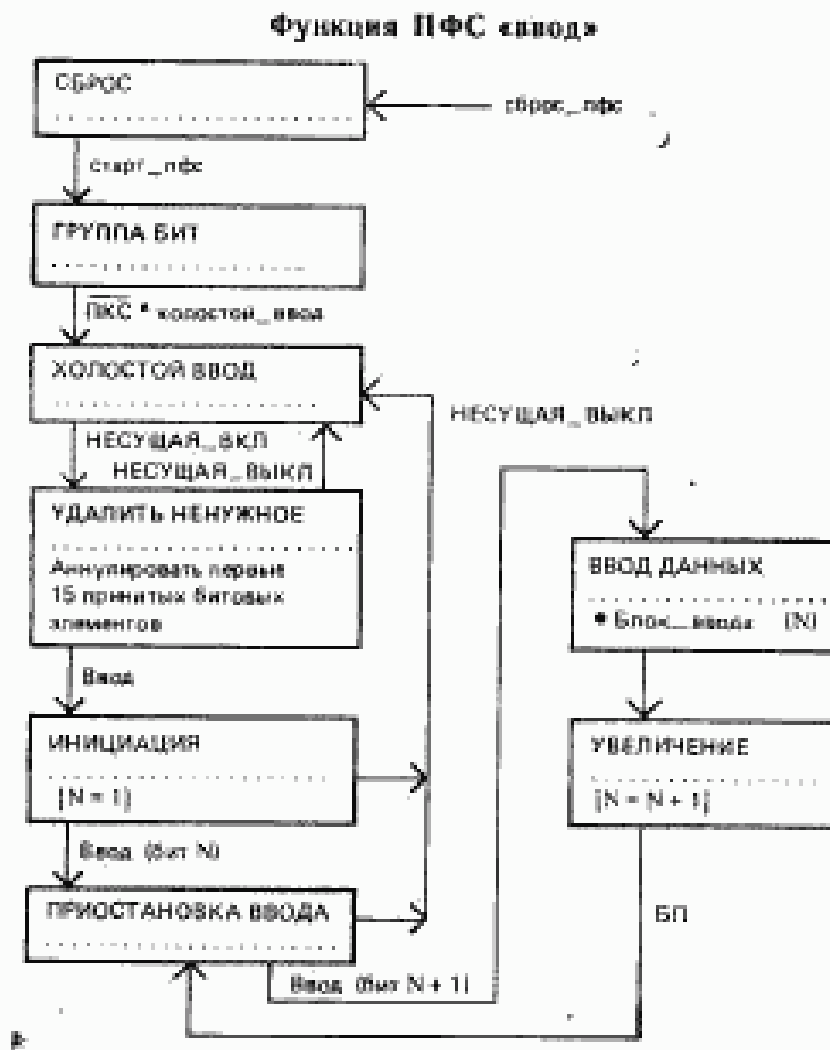 Функция ПФС «ввод»
СБРОС
сброс_пфс
старт_пфс
ГРУППА БИТ
ПКС * холостой_ввод
ХОЛОСТОЙ ВВОД
НЕСУЩАЯ_ВКЛ
НЕСУЩАЯ_ВЫКЛ
УДАЛИТЬ НЕНУЖНОЕ
Аннулировать первые
15 принятых битовых
элементов
Ввод
ИНИЦИАЦИЯ
[N = 1]
Ввод (бит N)
ПРИОСТАНОВКА ВВОДА
Ввод (бит N + 1)
НЕСУЩАЯ_ВЫКЛ
ВВОД ДАННЫХ
• Блок_ввода [N]
УВЕЛИЧЕНИЕ
[N = N + 1]
БП